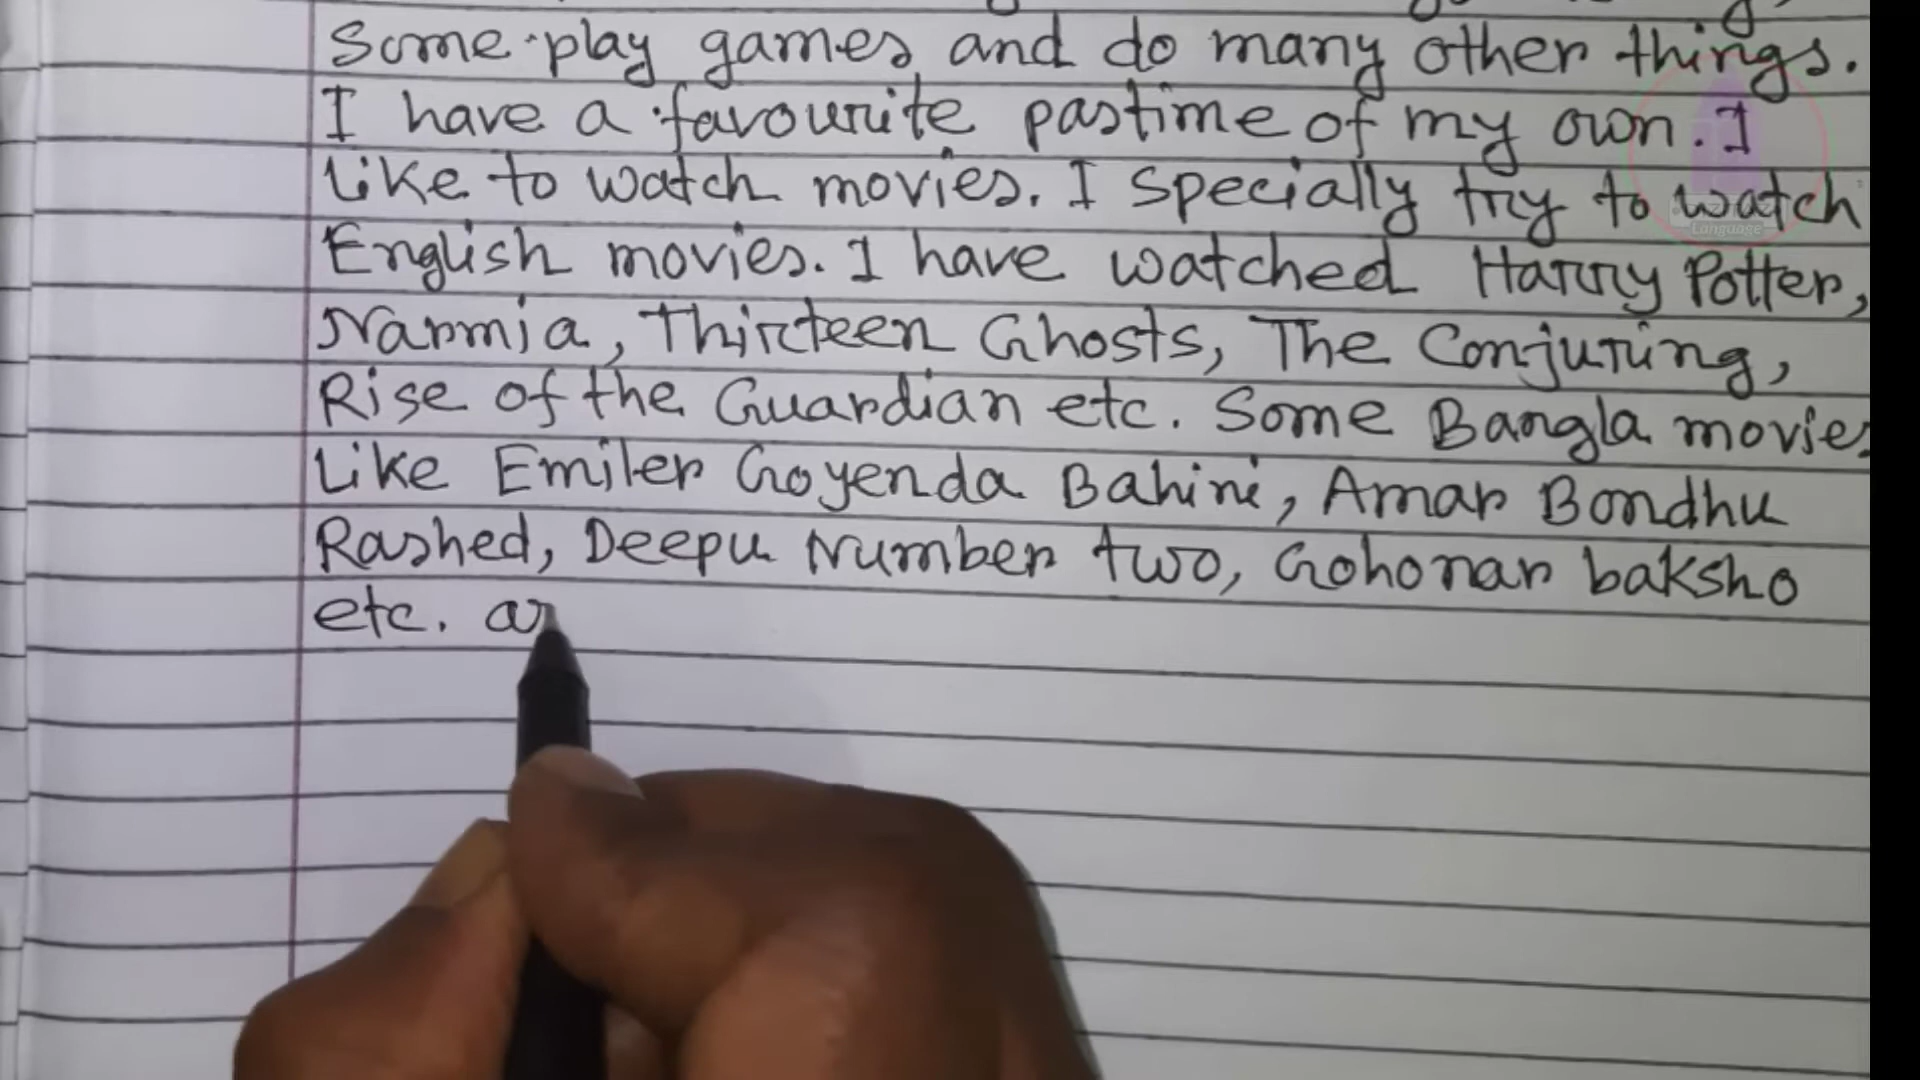 Some play games and do many other things.
I have a favourite pastime of my own. I
like to watch movies. I specially try to watch
English movies. I have watched Harry Potter,
Narnia, Thirteen Ghosts, The Conjuring,
Rise of the Guardian etc. Some Bangla movies
like Emiler Goyenda Bahini, Amar Bondhu
Rashed, Deepu Number two, Gohonar baksho
etc.
Language